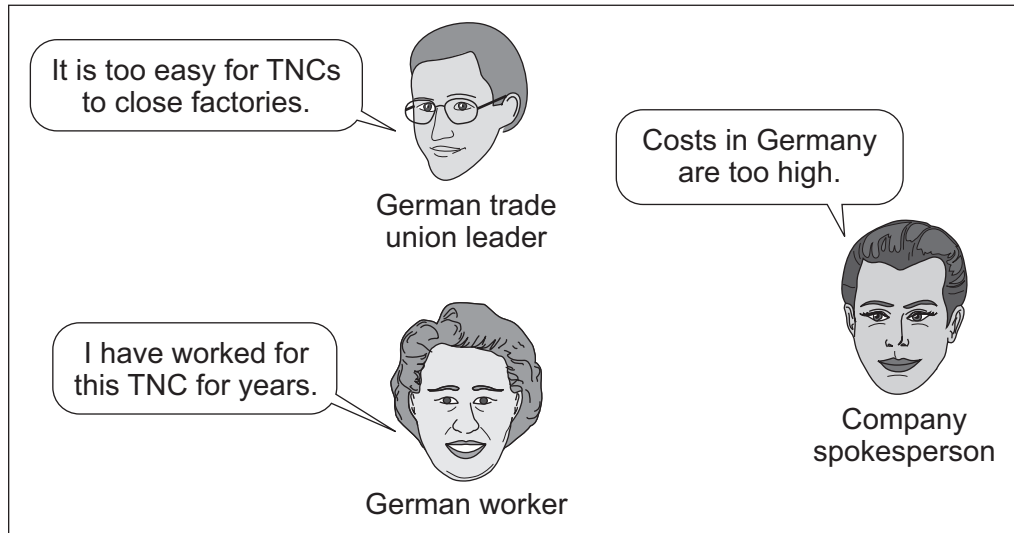 It is too easy for TNCs
to close factories.
German trade
union leader
Costs in Germany
are too high.
Company
spokesperson
I have worked for
this TNC for years.
German worker